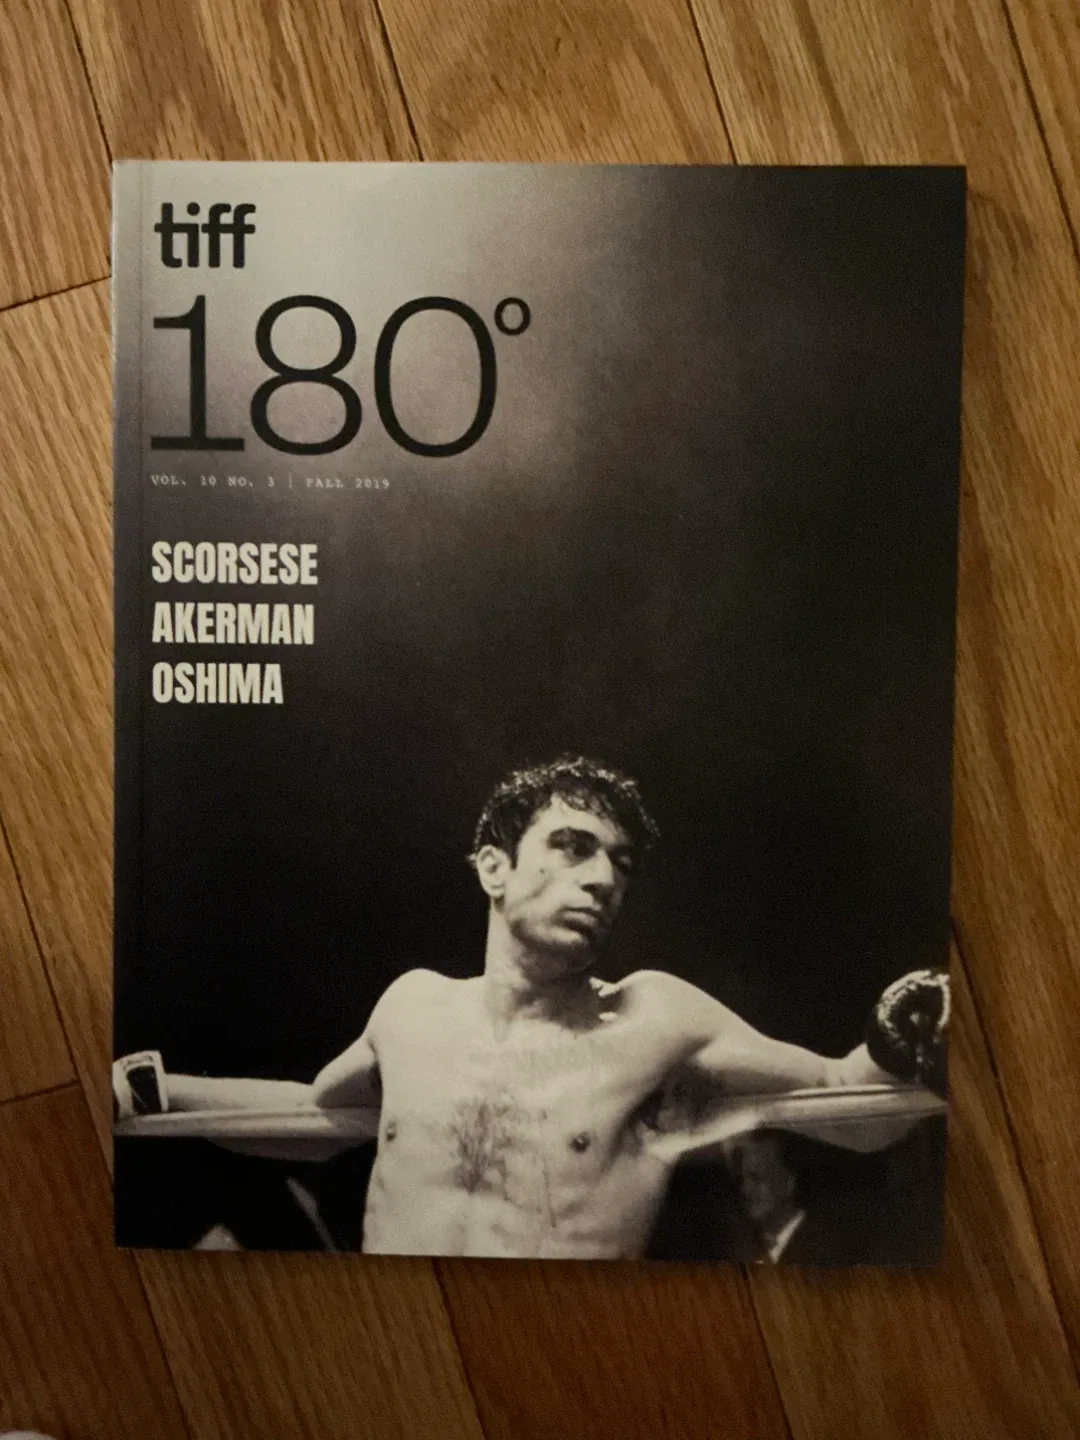 tiff
180°
VOL. 10 NO. 3 | FALL 2019
SCORSESE
AKERMAN
OSHIMA